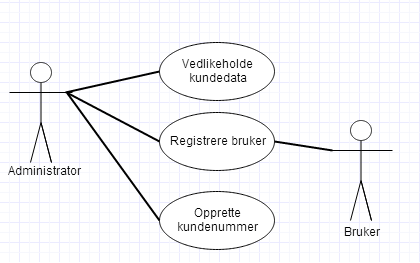 Vedlikeholde
kundedata
Registrere bruker
Administrator
Opprette
kundenummer
Bruker